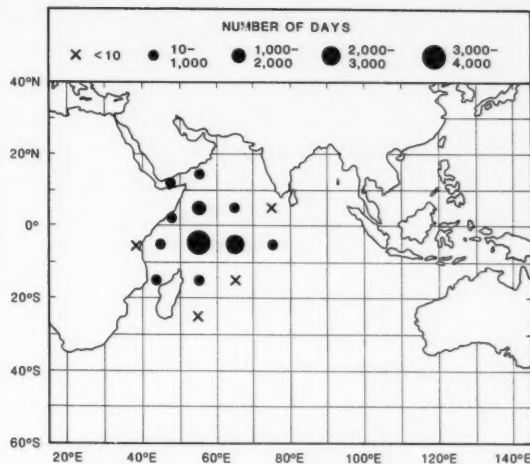 NUMBER OF DAYS
× <10 10– 1,000– 2,000– 3,000–
1,000 2,000 3,000 4,000
40°N
20°N
0°
20°S
40°S
60°S
20°E 40°E 60°E 80°E 100°E 120°E 140°E